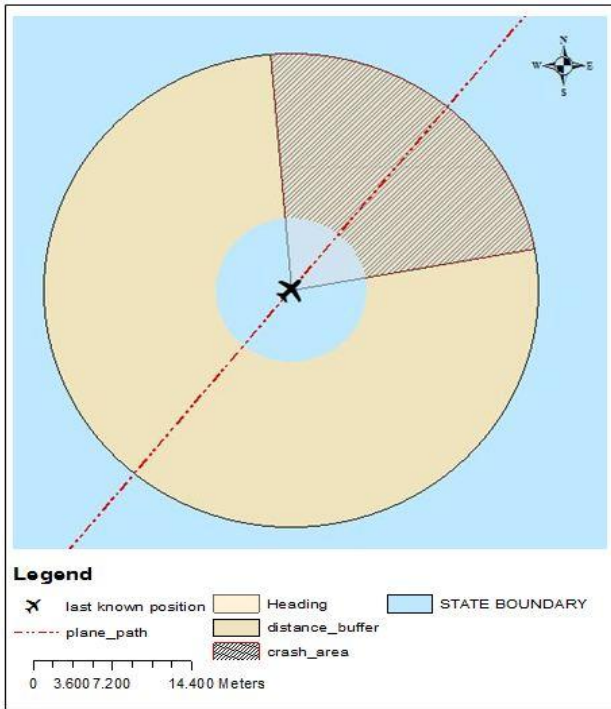 N
W E
S
Legend
last known position
plane_path
Heading
distance_buffer
crash_area
STATE BOUNDARY
0 3.600 7.200 14.400 Meters